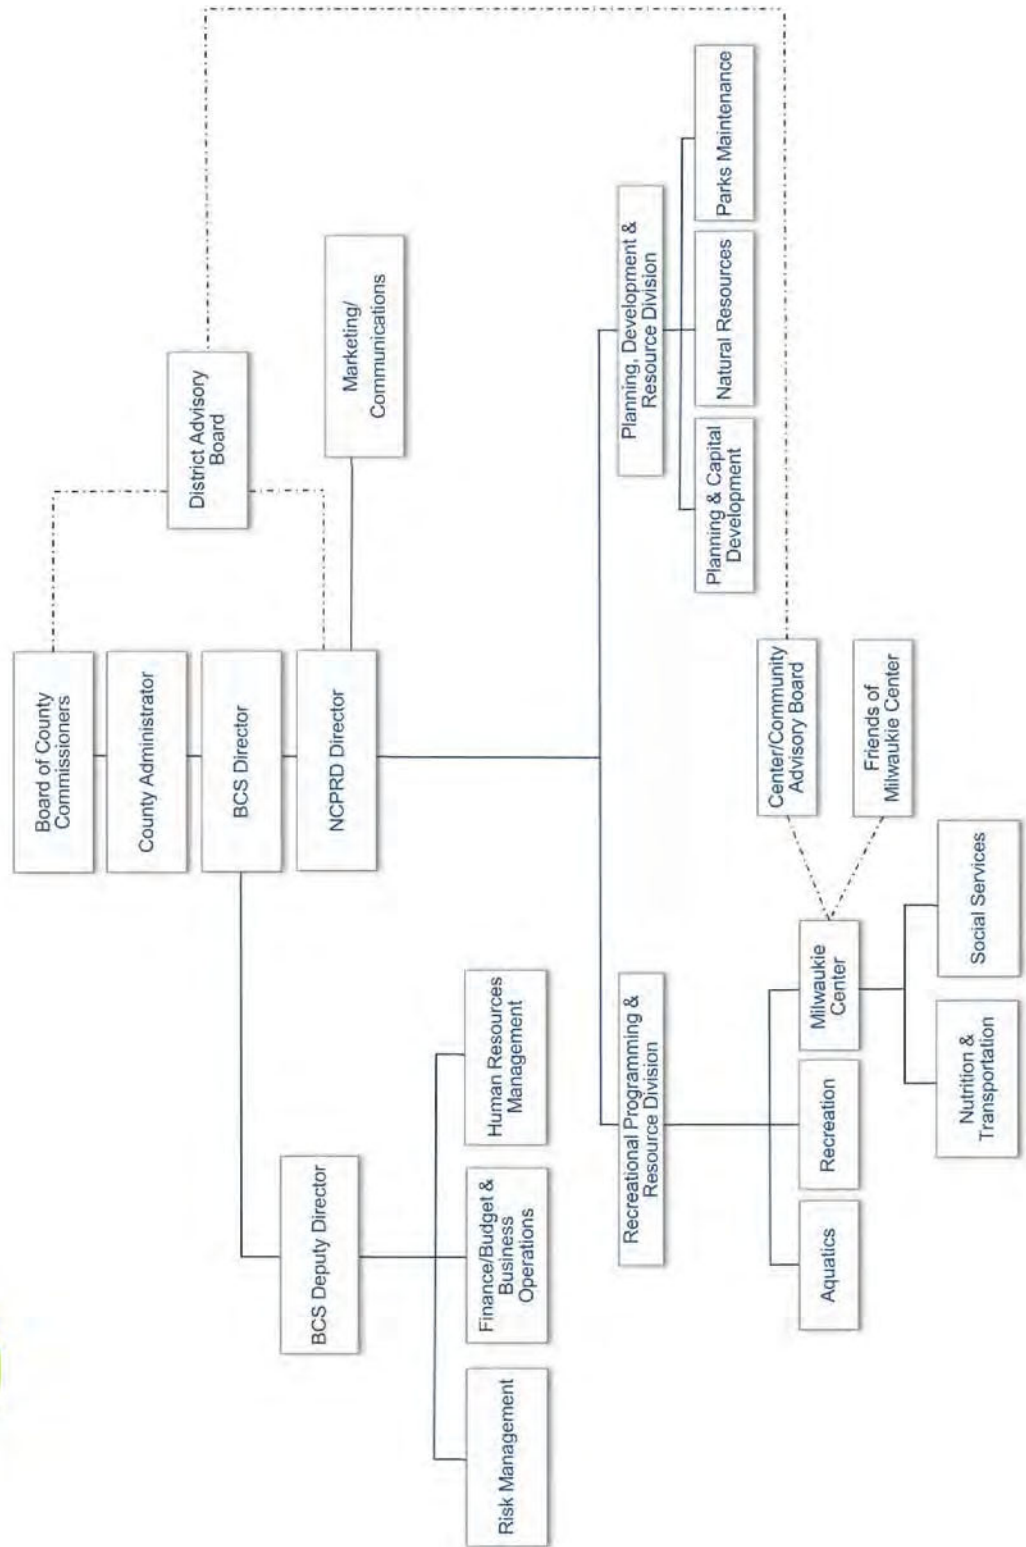 Board of County
Commissioners
County Administrator
BCS Director
NCPRD Director
District Advisory
Board
Marketing/
Communications
BCS Deputy Director
Risk Management
Finance/Budget &
Business
Operations
Human Resources
Management
Recreational Programming &
Resource Division
Planning, Development &
Resource Division
Aquatics
Recreation
Milwaukie
Center
Planning & Capital
Development
Natural Resources
Parks Maintenance
Center/Community
Advisory Board
Friends of
Milwaukie Center
Nutrition &
Transportation
Social Services